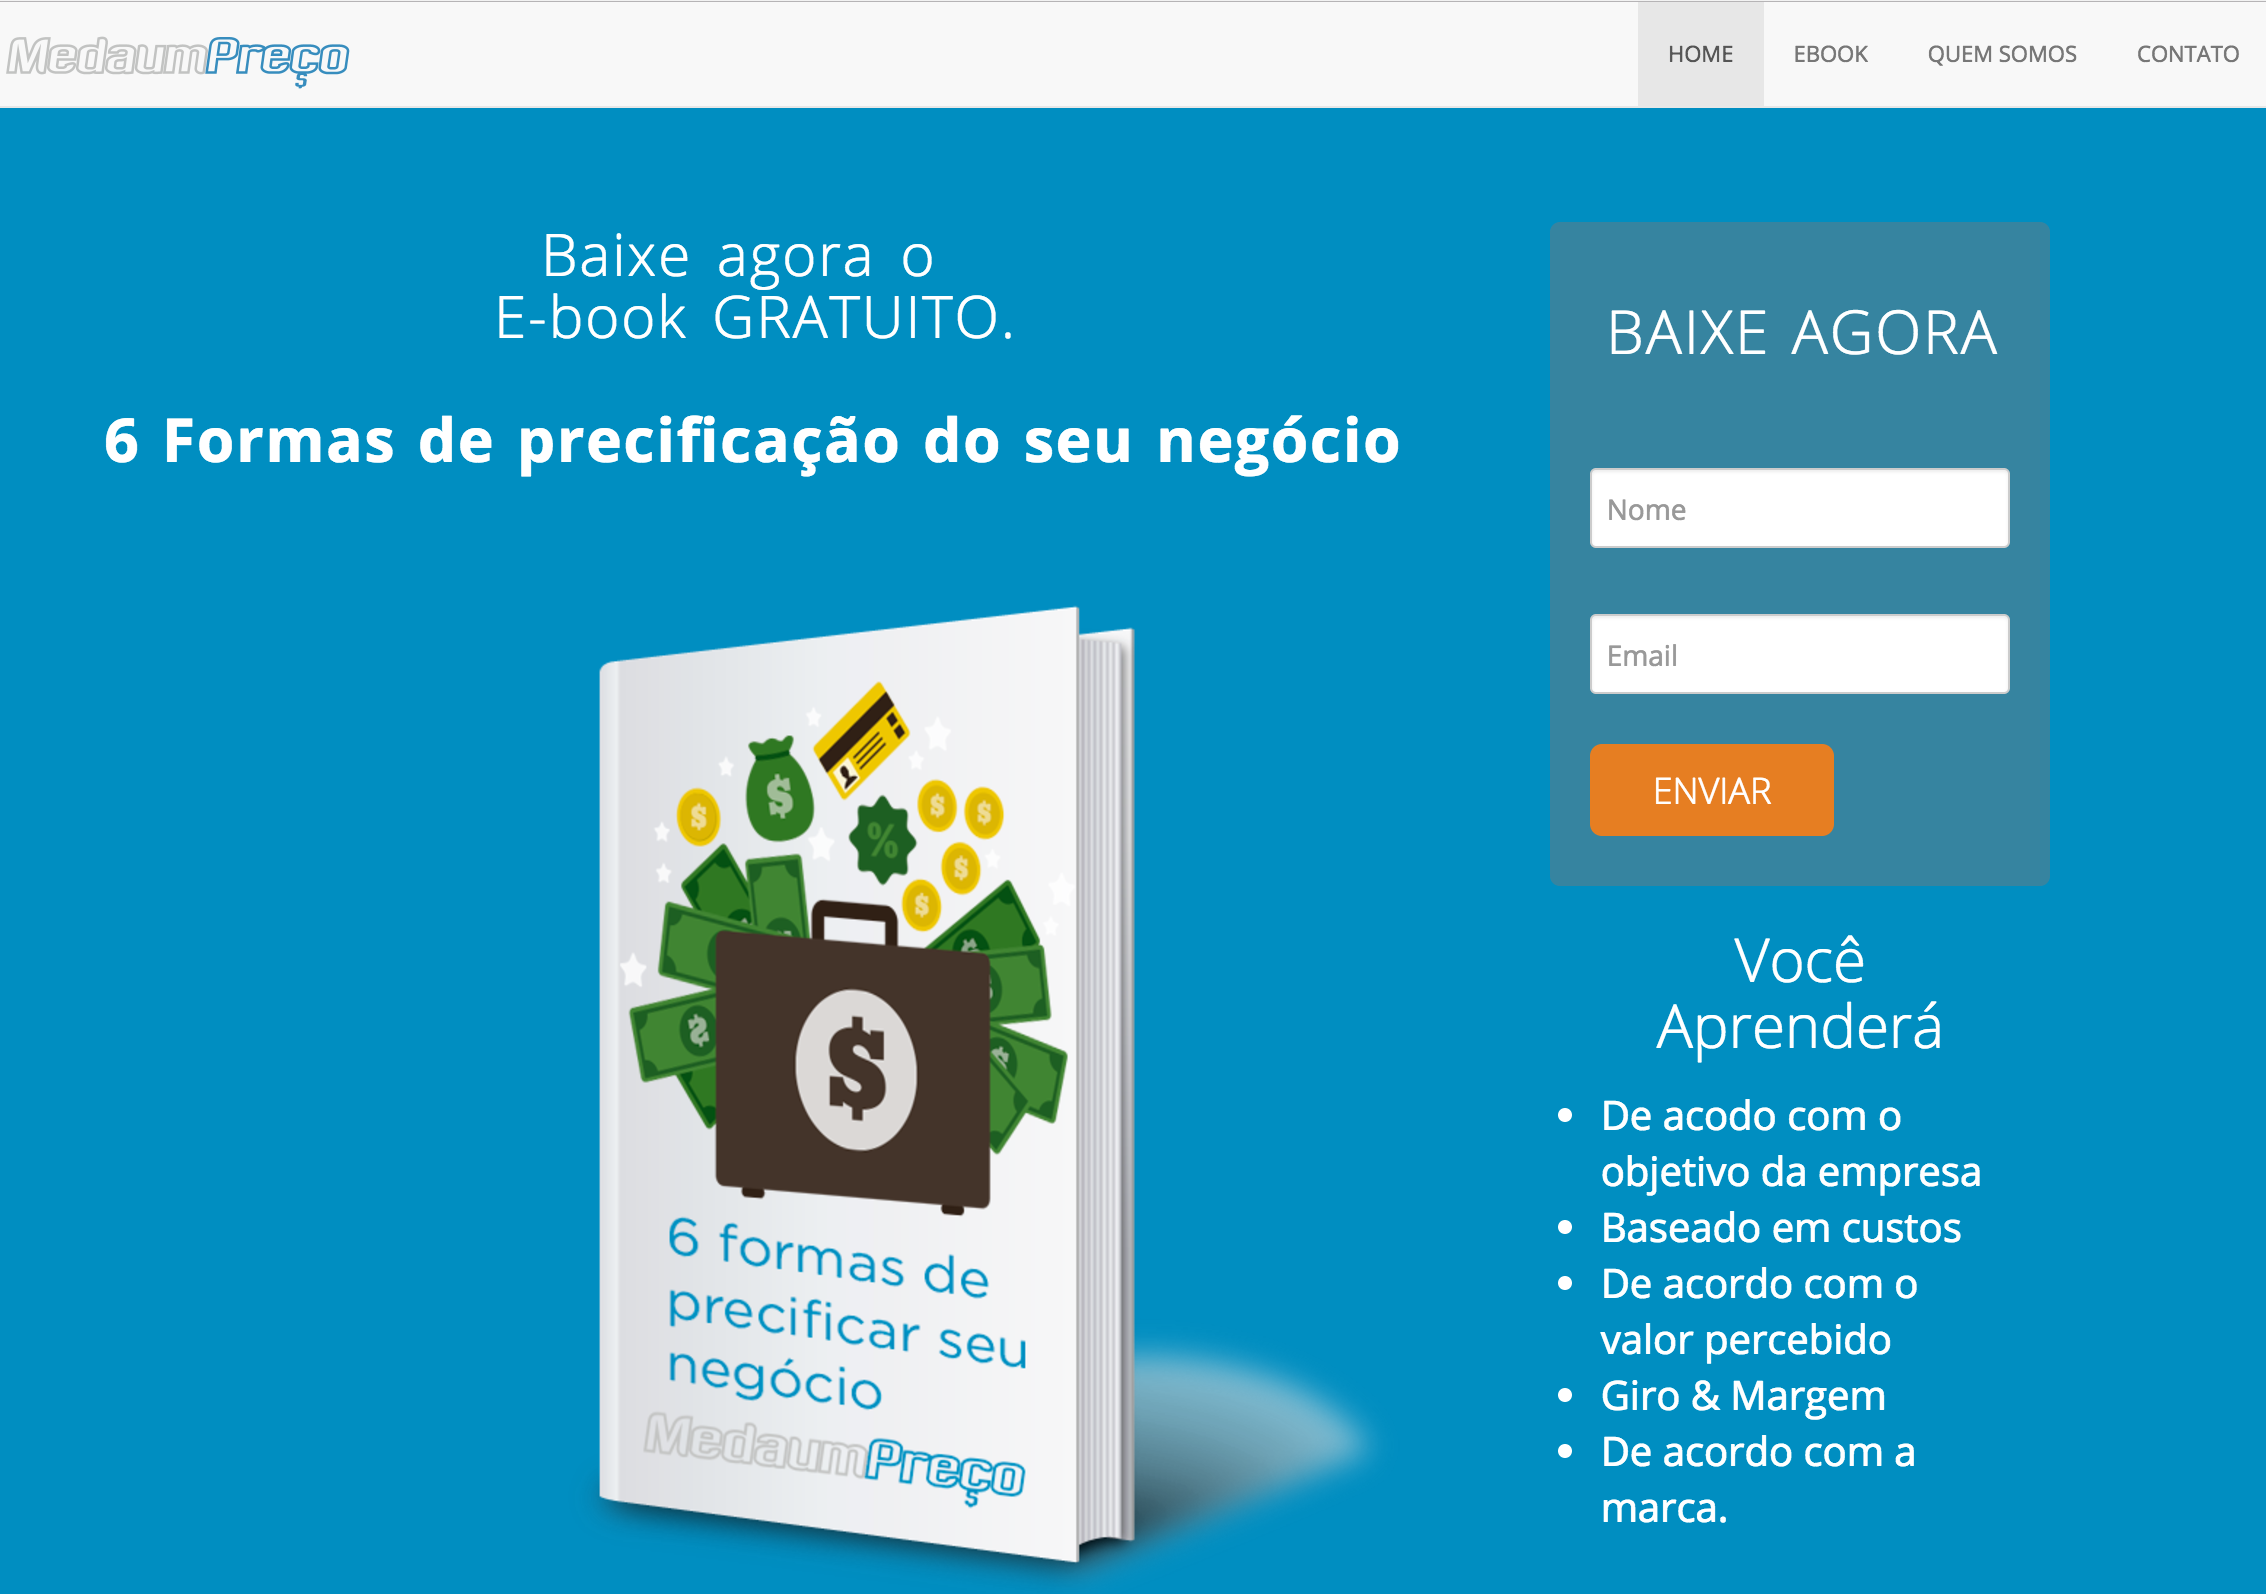 MedaumPreço
HOME EBOOK QUEM SOMOS CONTATO
Baixe agora o
E-book GRATUITO.
6 Formas de precificação do seu negócio
$
$
%
$
$
$
$
$
6 formas de
precificar seu
negócio
MedaumPreço
BAIXE AGORA
Nome
Email
ENVIAR
Você
Aprenderá
• De acodo com o
objetivo da empresa
• Baseado em custos
• De acordo com o
valor percebido
• Giro & Margem
• De acordo com a
marca.